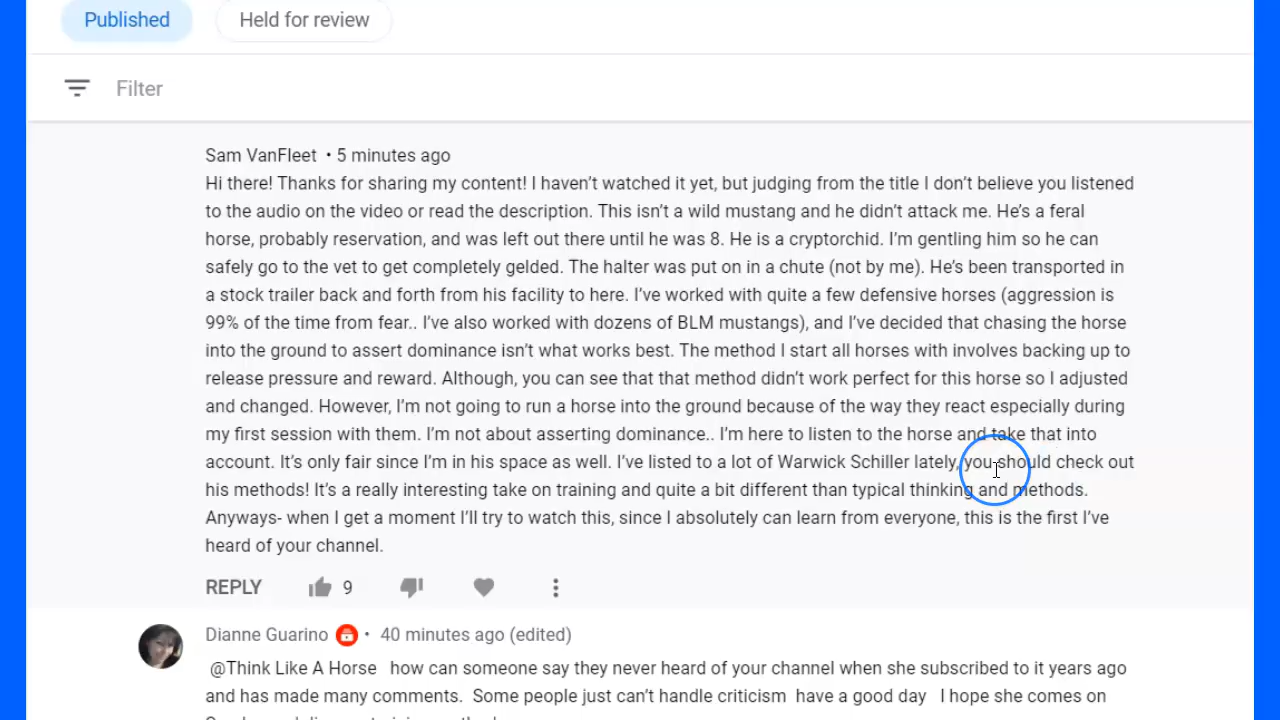 Published Held for review
Filter
Sam VanFleet • 5 minutes ago
Hi there! Thanks for sharing my content! I haven’t watched it yet, but judging from the title I don’t believe you listened
to the audio on the video or read the description. This isn’t a wild mustang and he didn’t attack me. He’s a feral
horse, probably reservation, and was left out there until he was 8. He is a cryptorchid. I’m gentling him so he can
safely go to the vet to get completely gelded. The halter was put on in a chute (not by me). He’s been transported in
a stock trailer back and forth from his facility to here. I’ve worked with quite a few defensive horses (aggression is
99% of the time from fear.. I’ve also worked with dozens of BLM mustangs), and I’ve decided that chasing the horse
into the ground to assert dominance isn’t what works best. The method I start all horses with involves backing up to
release pressure and reward. Although, you can see that that method didn’t work perfect for this horse so I adjusted
and changed. However, I’m not going to run a horse into the ground because of the way they react especially during
my first session with them. I’m not about asserting dominance.. I’m here to listen to the horse and take that into
account. It’s only fair since I’m in his space as well. I’ve listed to a lot of Warwick Schiller lately, you should check out
his methods! It’s a really interesting take on training and quite a bit different than typical thinking and methods.
Anyways- when I get a moment I’ll try to watch this, since I absolutely can learn from everyone, this is the first I’ve
heard of your channel.
REPLY 9
Dianne Guarino • 40 minutes ago (edited)
@Think Like A Horse how can someone say they never heard of your channel when she subscribed to it years ago
and has made many comments. Some people just can’t handle criticism have a good day I hope she comes on